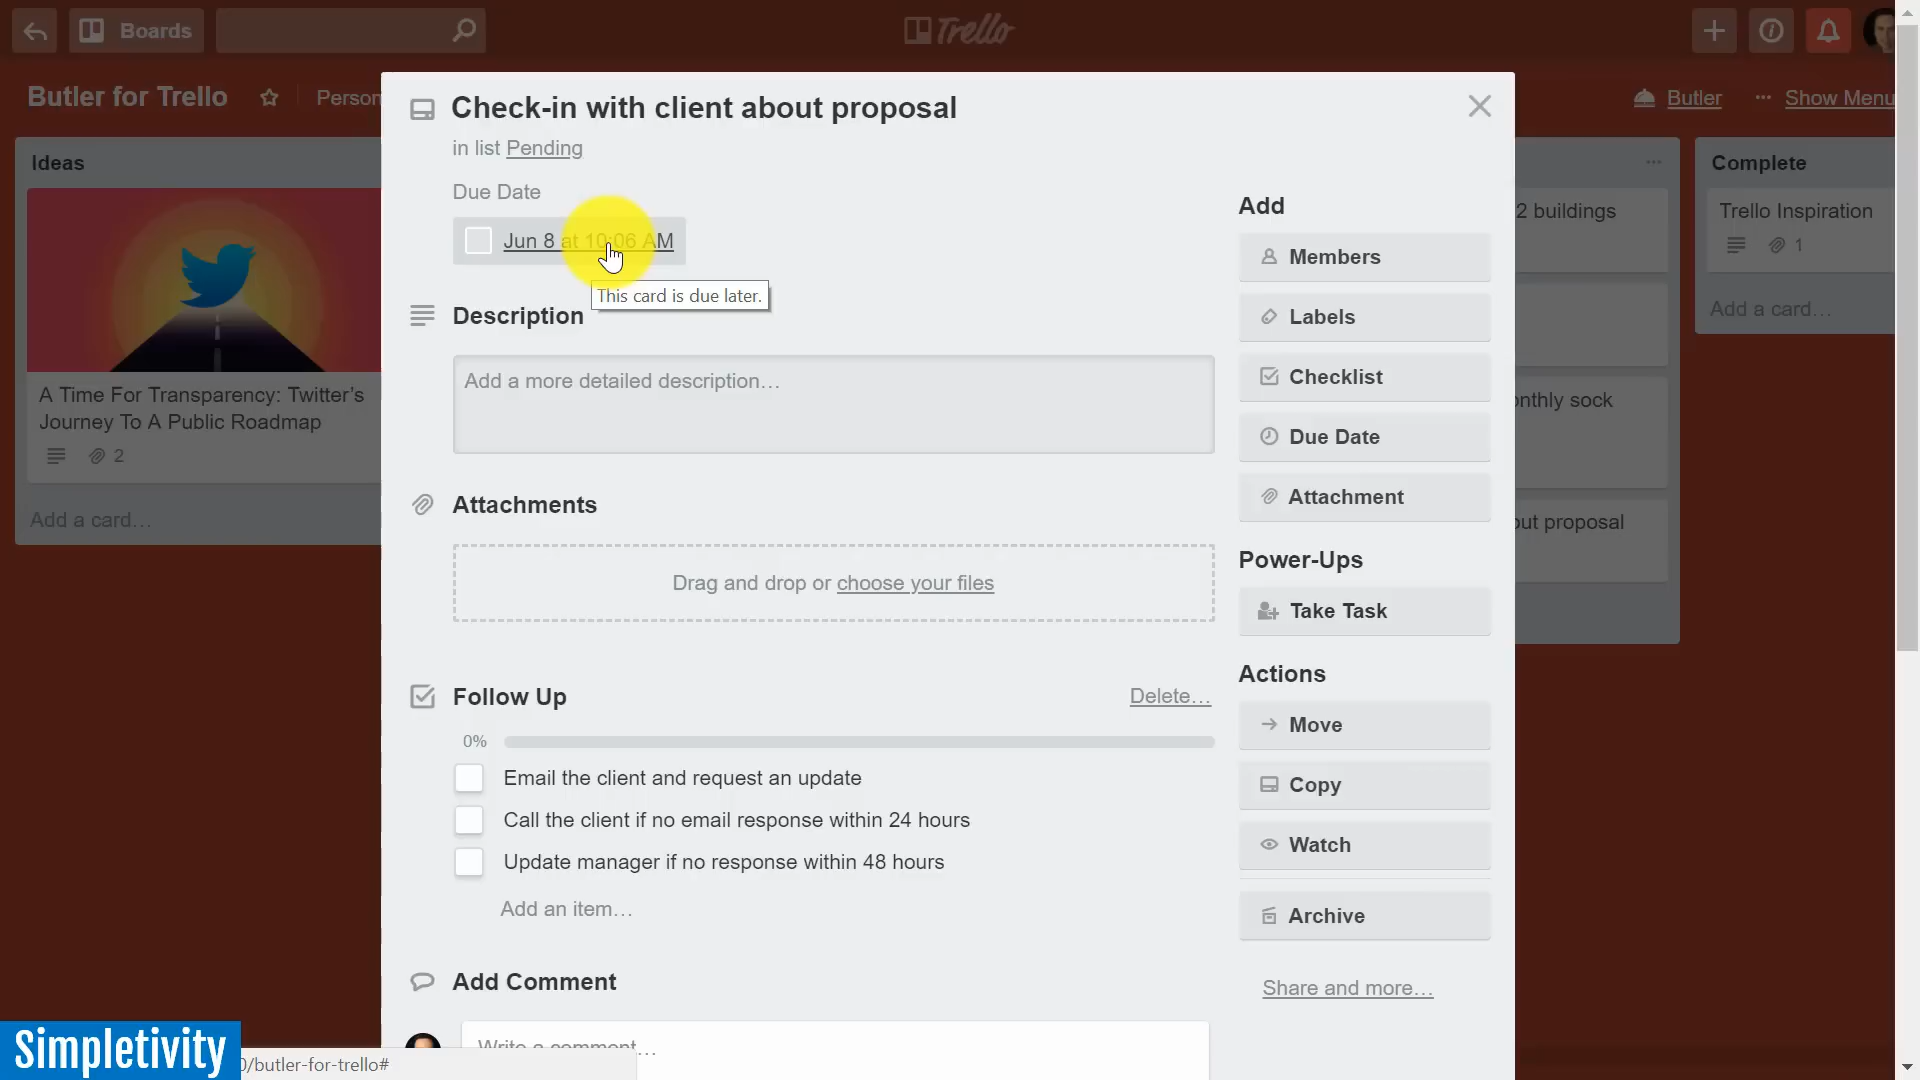 Boards
Trello
Butler for Trello
Person
Butler
Show Menu
Ideas
A Time For Transparency: Twitter's
Journey To A Public Roadmap
2
Add a card…
Check-in with client about proposal
in list Pending
Due Date
Jun 8 at 10:06 AM
This card is due later.
Description
Add a more detailed description…
Attachments
Drag and drop or choose your files
Follow Up
Delete…
0%
Email the client and request an update
Call the client if no email response within 24 hours
Update manager if no response within 48 hours
Add an item…
Add Comment
Write a comment…
Add
Members
Labels
Checklist
Due Date
Attachment
Power-Ups
Take Task
Actions
Move
Copy
Watch
Archive
Share and more…
2 buildings
onthly sock
out proposal
Complete
Trello Inspiration
1
Add a card…
Simpletivity
/butler-for-trello#